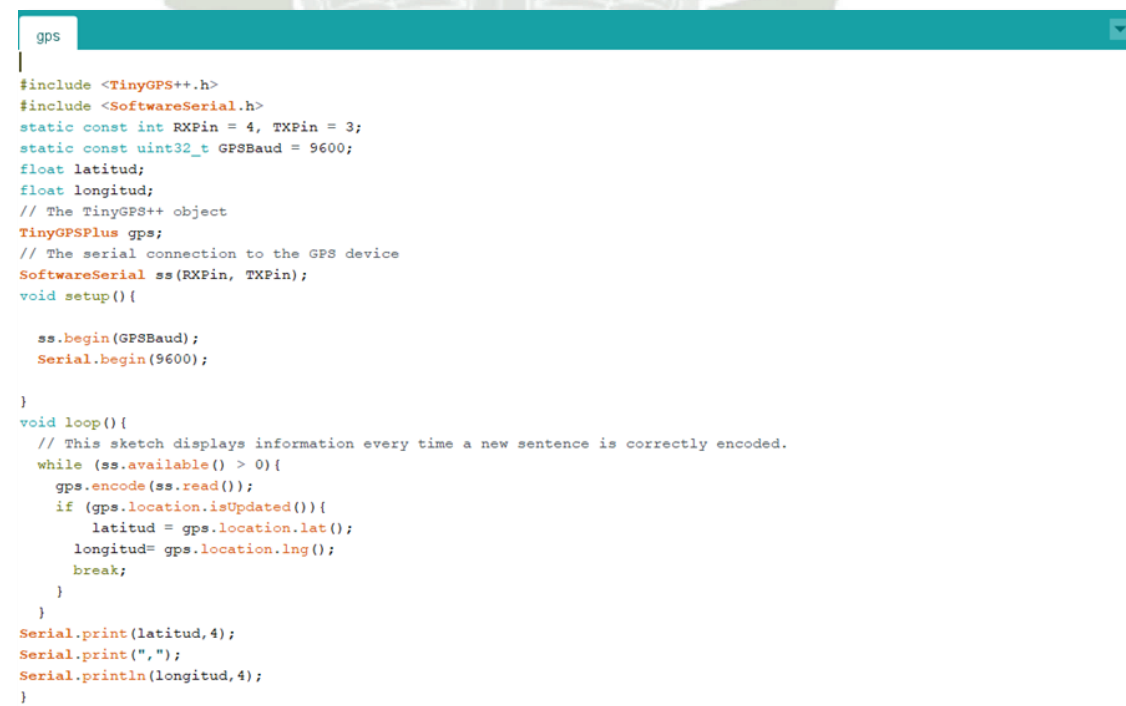 gps
#include <TinyGPS++.h>
#include <SoftwareSerial.h>
static const int RXPin = 4, TXPin = 3;
static const uint32_t GPSBaud = 9600;
float latitud;
float longitud;
// The TinyGPS++ object
TinyGPSPlus gps;
// The serial connection to the GPS device
SoftwareSerial ss(RXPin, TXPin);
void setup(){
  ss.begin(GPSBaud);
  Serial.begin(9600);
}
void loop(){
  // This sketch displays information every time a new sentence is correctly encoded.
  while (ss.available() > 0){
    gps.encode(ss.read());
    if (gps.location.isUpdated()){
        latitud = gps.location.lat();
      longitud= gps.location.lng();
      break;
    }
  }
Serial.print(latitud,4);
Serial.print(",");
Serial.println(longitud,4);
}